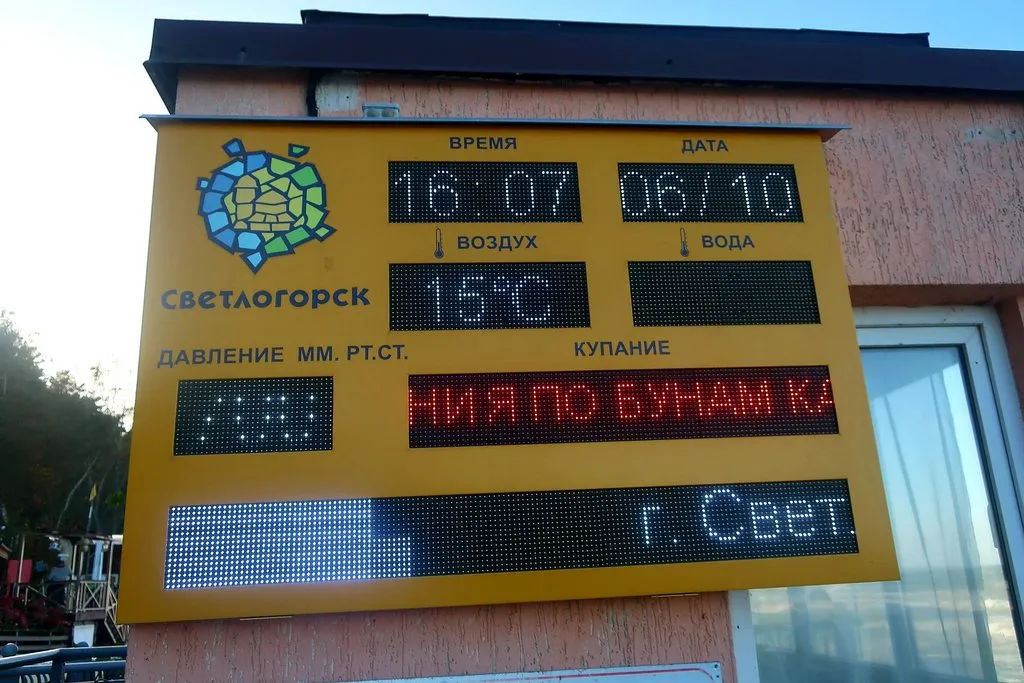 ВРЕМЯ ДАТА
16:07 06/10
ВОЗДУХ ВОДА
15°C
СВЕТЛОГОРСК
ДАВЛЕНИЕ ММ. РТ.СТ. КУПАНИЕ
НИЯ ПО БУНАМ КА
г. Свет.